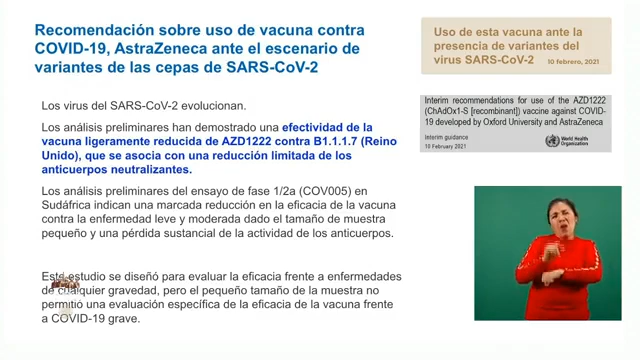 Recomendación sobre uso de vacuna contra
COVID-19, AstraZeneca ante el escenario de
variantes de las cepas de SARS-CoV-2
Uso de esta vacuna ante la
presencia de variantes del
virus SARS-CoV-2 10 febrero, 2021
Interim recommendations for use of the AZD1222
(ChAdOx1-S [recombinant]) vaccine against COVID-
19 developed by Oxford University and AstraZeneca
Interim guidance
10 February 2021
World Health
Organization
Los virus del SARS-CoV-2 evolucionan.
Los análisis preliminares han demostrado una efectividad de la
vacuna ligeramente reducida de AZD1222 contra B1.1.1.7 (Reino
Unido), que se asocia con una reducción limitada de los
anticuerpos neutralizantes.
Los análisis preliminares del ensayo de fase 1/2a (COV005) en
Sudáfrica indican una marcada reducción en la eficacia de la vacuna
contra la enfermedad leve y moderada dado el tamaño de muestra
pequeño y una pérdida sustancial de la actividad de los anticuerpos.
Este estudio se diseñó para evaluar la eficacia frente a enfermedades
de cualquier gravedad, pero el pequeño tamaño de la muestra no
permitió una evaluación específica de la eficacia de la vacuna frente
a COVID-19 grave.